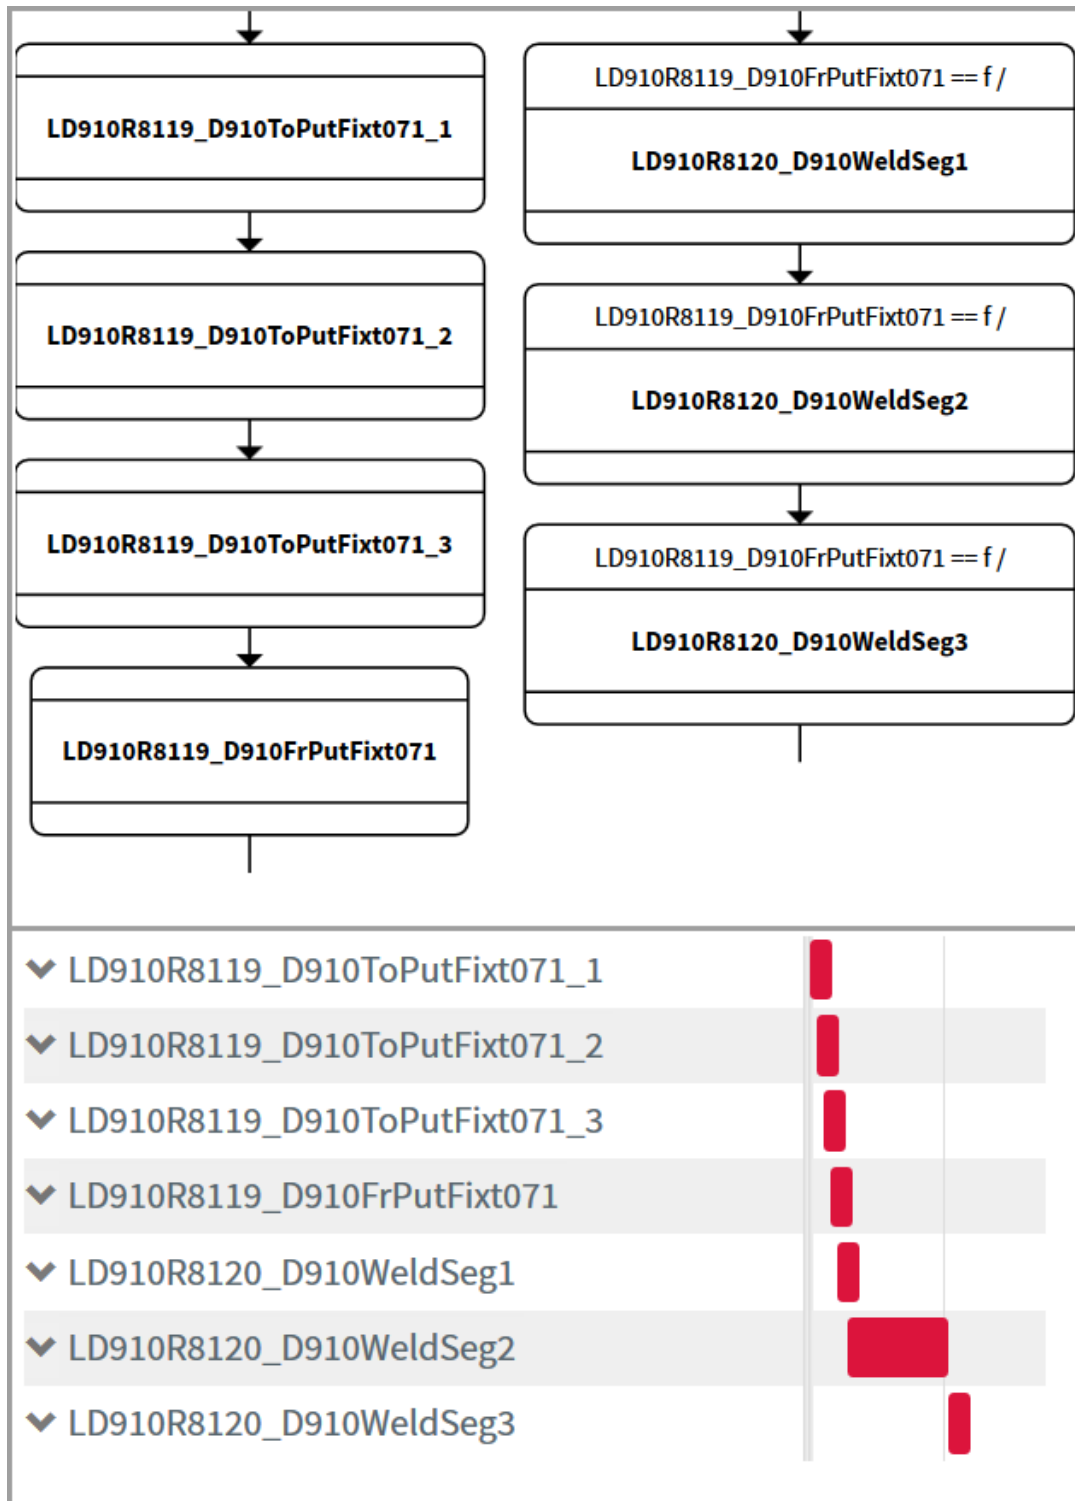 LD910R8119_D910ToPutFixt071_1
LD910R8119_D910ToPutFixt071_2
LD910R8119_D910ToPutFixt071_3
LD910R8119_D910FrPutFixt071
LD910R8119_D910FrPutFixt071 == f /
LD910R8120_D910WeldSeg1
LD910R8119_D910FrPutFixt071 == f /
LD910R8120_D910WeldSeg2
LD910R8119_D910FrPutFixt071 == f /
LD910R8120_D910WeldSeg3
LD910R8119_D910ToPutFixt071_1
LD910R8119_D910ToPutFixt071_2
LD910R8119_D910ToPutFixt071_3
LD910R8119_D910FrPutFixt071
LD910R8120_D910WeldSeg1
LD910R8120_D910WeldSeg2
LD910R8120_D910WeldSeg3